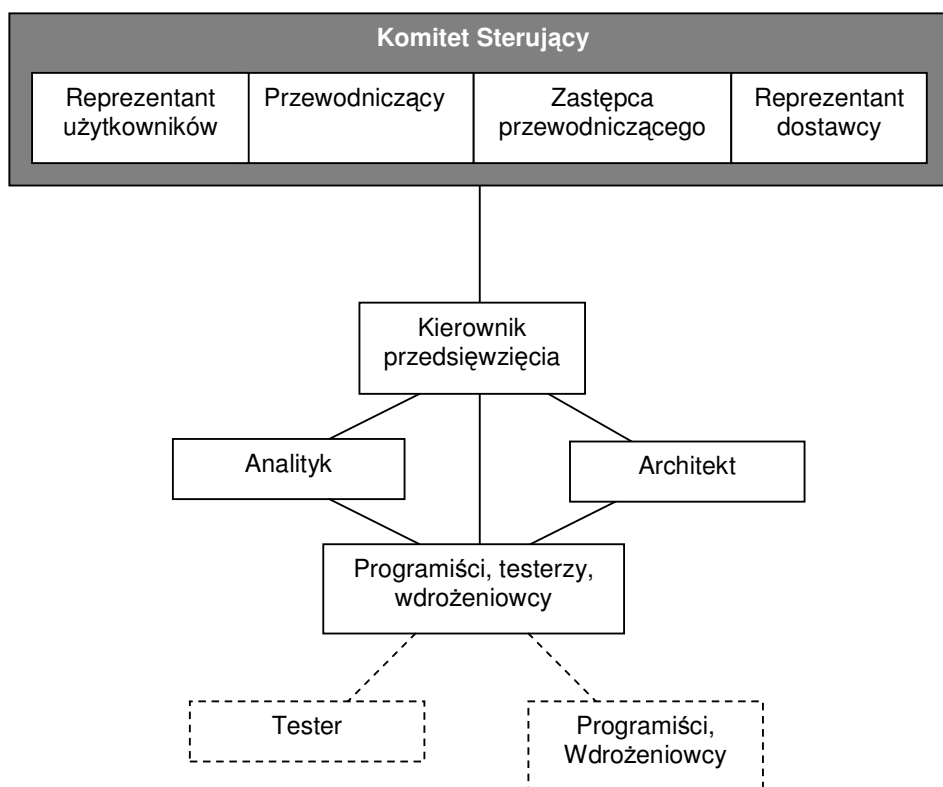 Komitet Sterujący
Reprezentant
użytkowników
Przewodniczący
Zastępca
przewodniczącego
Reprezentant
dostawcy
Kierownik
przedsięwzięcia
Analityk
Architekt
Programiści, testerzy,
wdrożeniowcy
Tester
Programiści,
Wdrożeniowcy